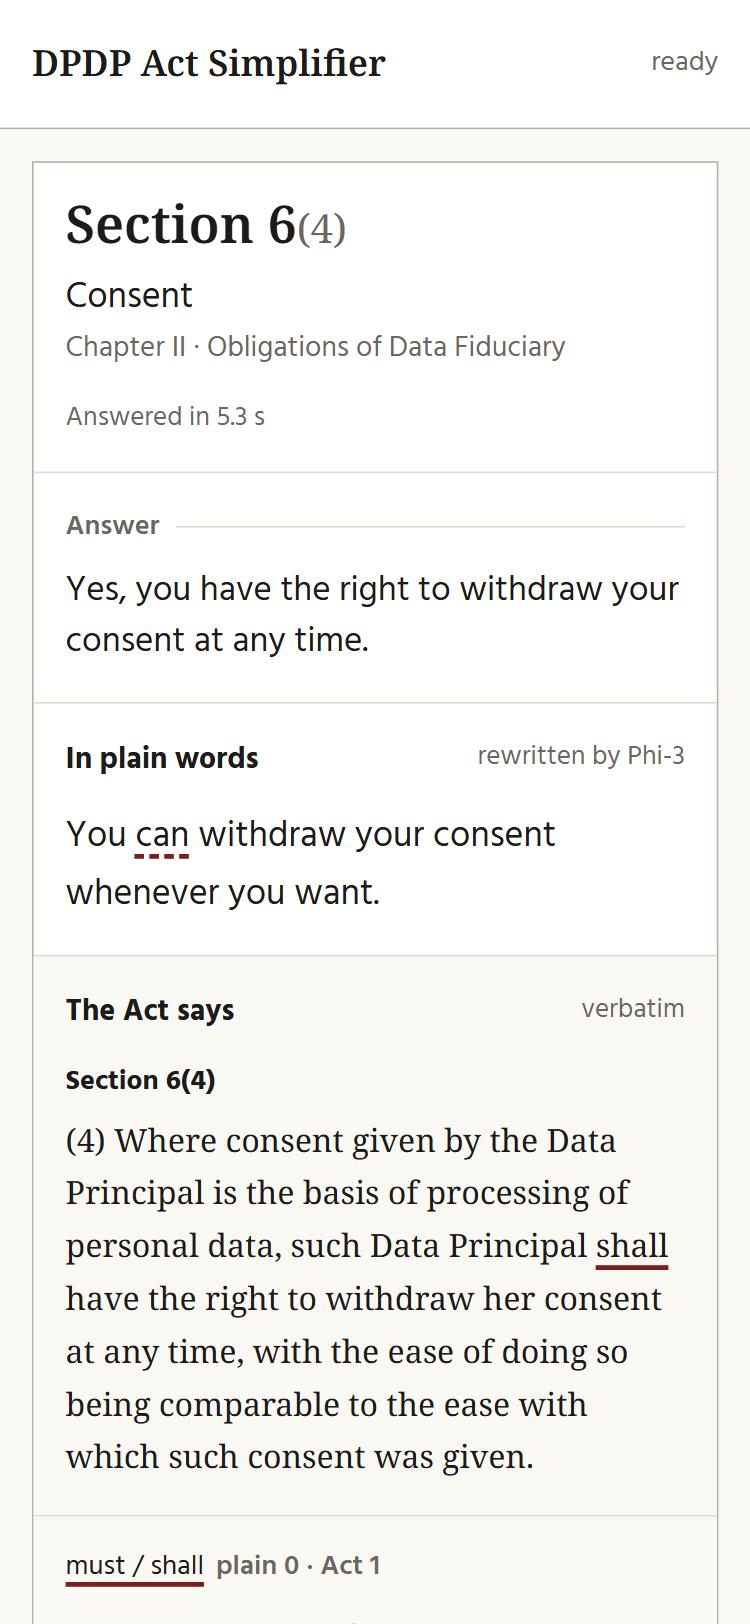 DPDP Act Simplifier
ready
Section 6(4)
Consent
Chapter II · Obligations of Data Fiduciary
Answered in 5.3 s
Answer
Yes, you have the right to withdraw your
consent at any time.
In plain words
rewritten by Phi-3
You can withdraw your consent
whenever you want.
The Act says
verbatim
Section 6(4)
(4) Where consent given by the Data
Principal is the basis of processing of
personal data, such Data Principal shall
have the right to withdraw her consent
at any time, with the ease of doing so
being comparable to the ease with
which such consent was given.
must / shall plain 0 · Act 1